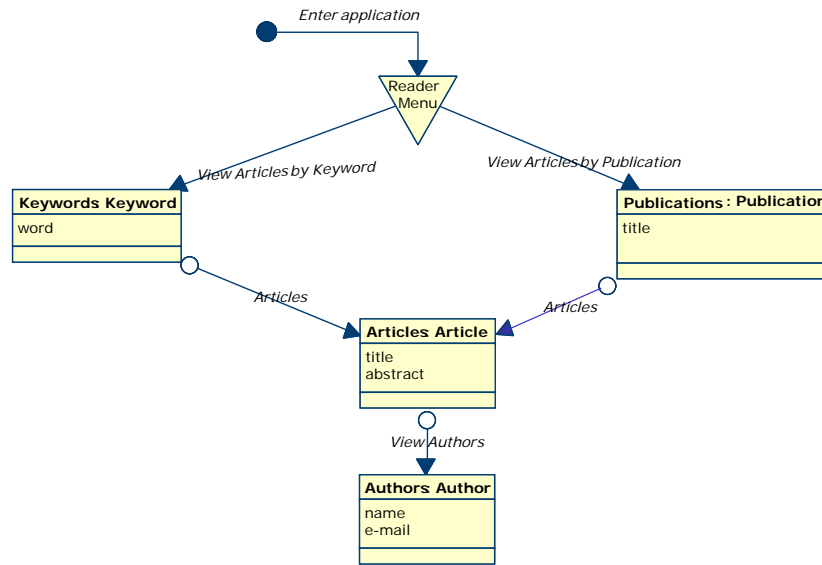 Enter application
Reader
Menu
View Articles by Keyword
View Articles by Publication
Keywords: Keyword
word
Publications : Publication
title
Articles
Articles
Articles: Article
title
abstract
View Authors
Authors: Author
name
e-mail